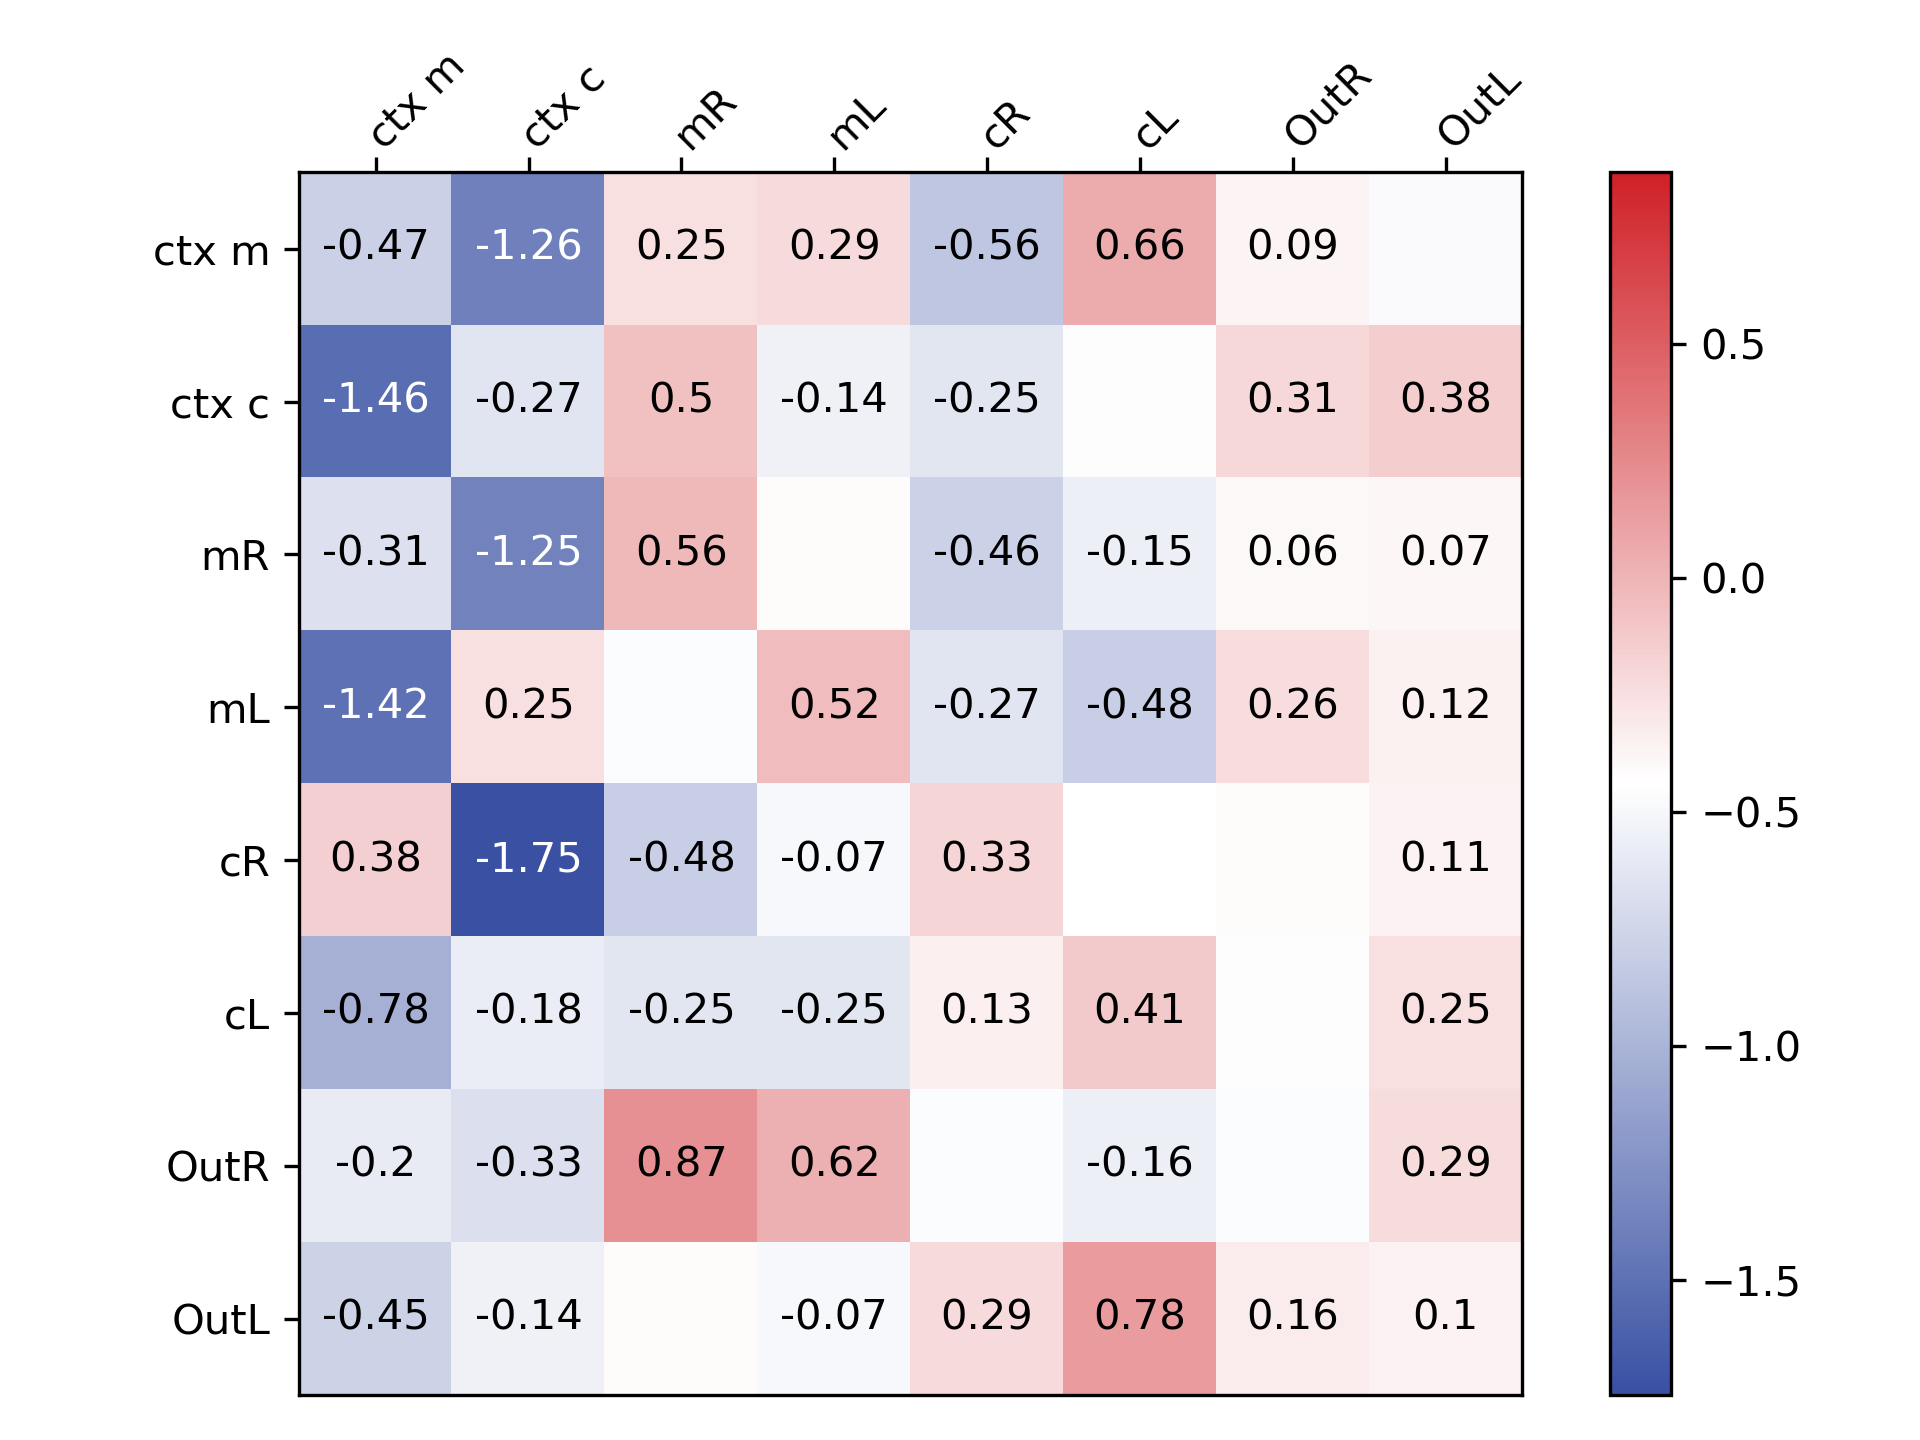 ctx m ctx c mR mL cR cL OutR OutL
ctx m -0.47 -1.26 0.25 0.29 -0.56 0.66 0.09
ctx c -1.46 -0.27 0.5 -0.14 -0.25 0.31 0.38
mR -0.31 -1.25 0.56 -0.46 -0.15 0.06 0.07
mL -1.42 0.25 0.52 -0.27 -0.48 0.26 0.12
cR 0.38 -1.75 -0.48 -0.07 0.33 0.11
cL -0.78 -0.18 -0.25 -0.25 0.13 0.41 0.25
OutR -0.2 -0.33 0.87 0.62 -0.16 0.29
OutL -0.45 -0.14 -0.07 0.29 0.78 0.16 0.1
0.5
0.0
−0.5
−1.0
−1.5